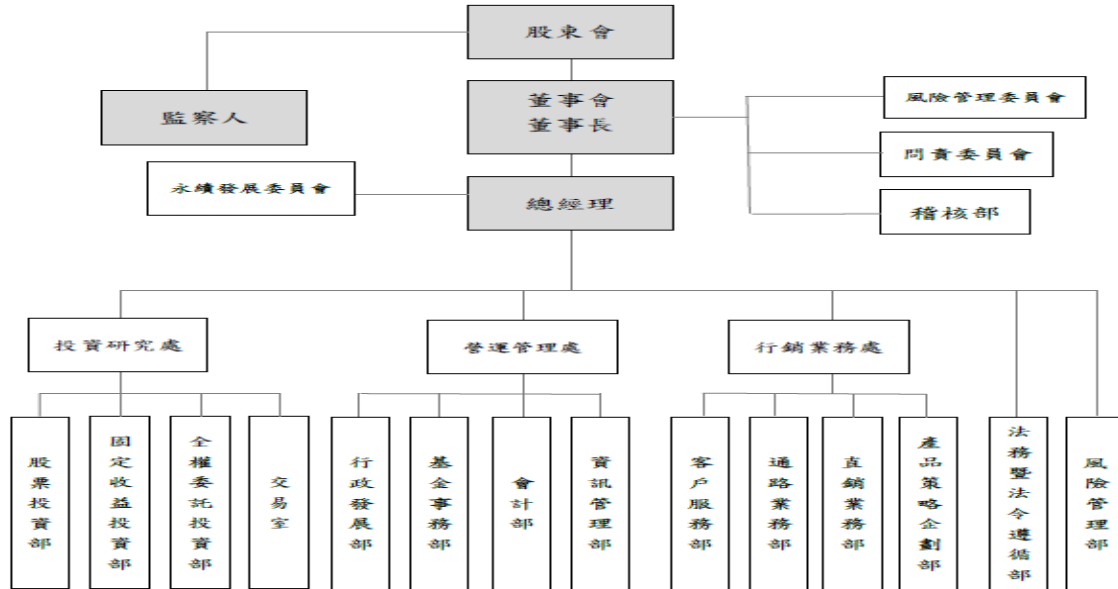 股東會
監察人
董事會
董事長
風險管理委員會
問責委員會
永續發展委員會
總經理
稽核部
投資研究處
營運管理處
行銷業務處
股票投資部
固定收益投資部
全權委託投資部
交易室
行政發展部
基金事務部
會計部
資訊管理部
客戶服務部
通路業務部
直銷業務部
產品策略企劃部
法務暨法令遵循部
風險管理部